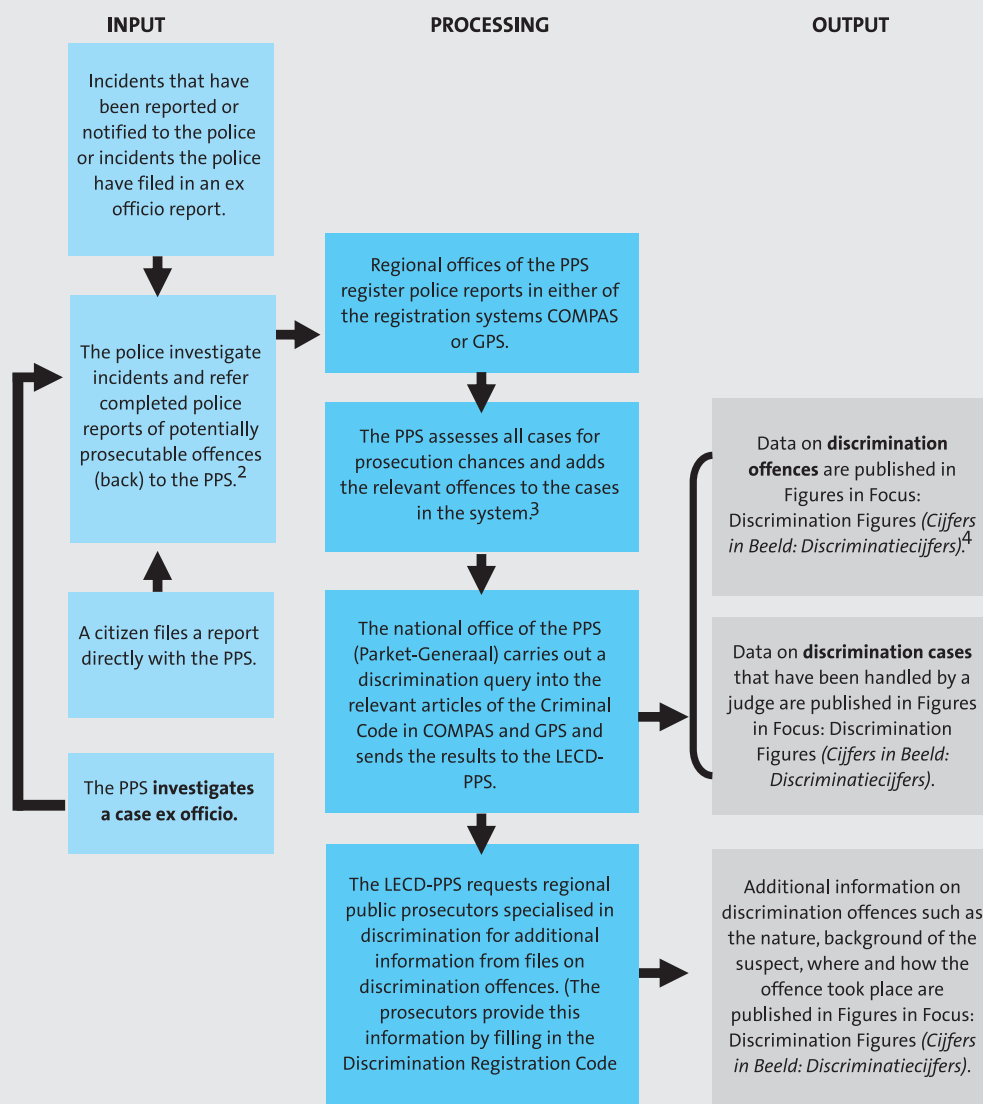 INPUT
PROCESSING
OUTPUT
Incidents that have
been reported or
notified to the police
or incidents the police
have filed in an ex
officio report.
The police investigate
incidents and refer
completed police
reports of potentially
prosecutable offences
(back) to the PPS.2
A citizen files a report
directly with the PPS.
The PPS investigates
a case ex officio.
Regional offices of the PPS
register police reports in either of
the registration systems COMPAS
or GPS.
The PPS assesses all cases for
prosecution chances and adds
the relevant offences to the cases
in the system.3
The national office of the PPS
(Parket-Generaal) carries out a
discrimination query into the
relevant articles of the Criminal
Code in COMPAS and GPS and
sends the results to the LECD-
PPS.
The LECD-PPS requests regional
public prosecutors specialised in
discrimination for additional
information from files on
discrimination offences. (The
prosecutors provide this
information by filling in the
Discrimination Registration Code
Data on discrimination
offences are published in
Figures in Focus:
Discrimination Figures (Cijfers
in Beeld: Discriminatiecijfers).4
Data on discrimination cases
that have been handled by a
judge are published in Figures
in Focus: Discrimination
Figures (Cijfers in Beeld:
Discriminatiecijfers).
Additional information on
discrimination offences such as
the nature, background of the
suspect, where and how the
offence took place are
published in Figures in Focus:
Discrimination Figures (Cijfers
in Beeld: Discriminatiecijfers).